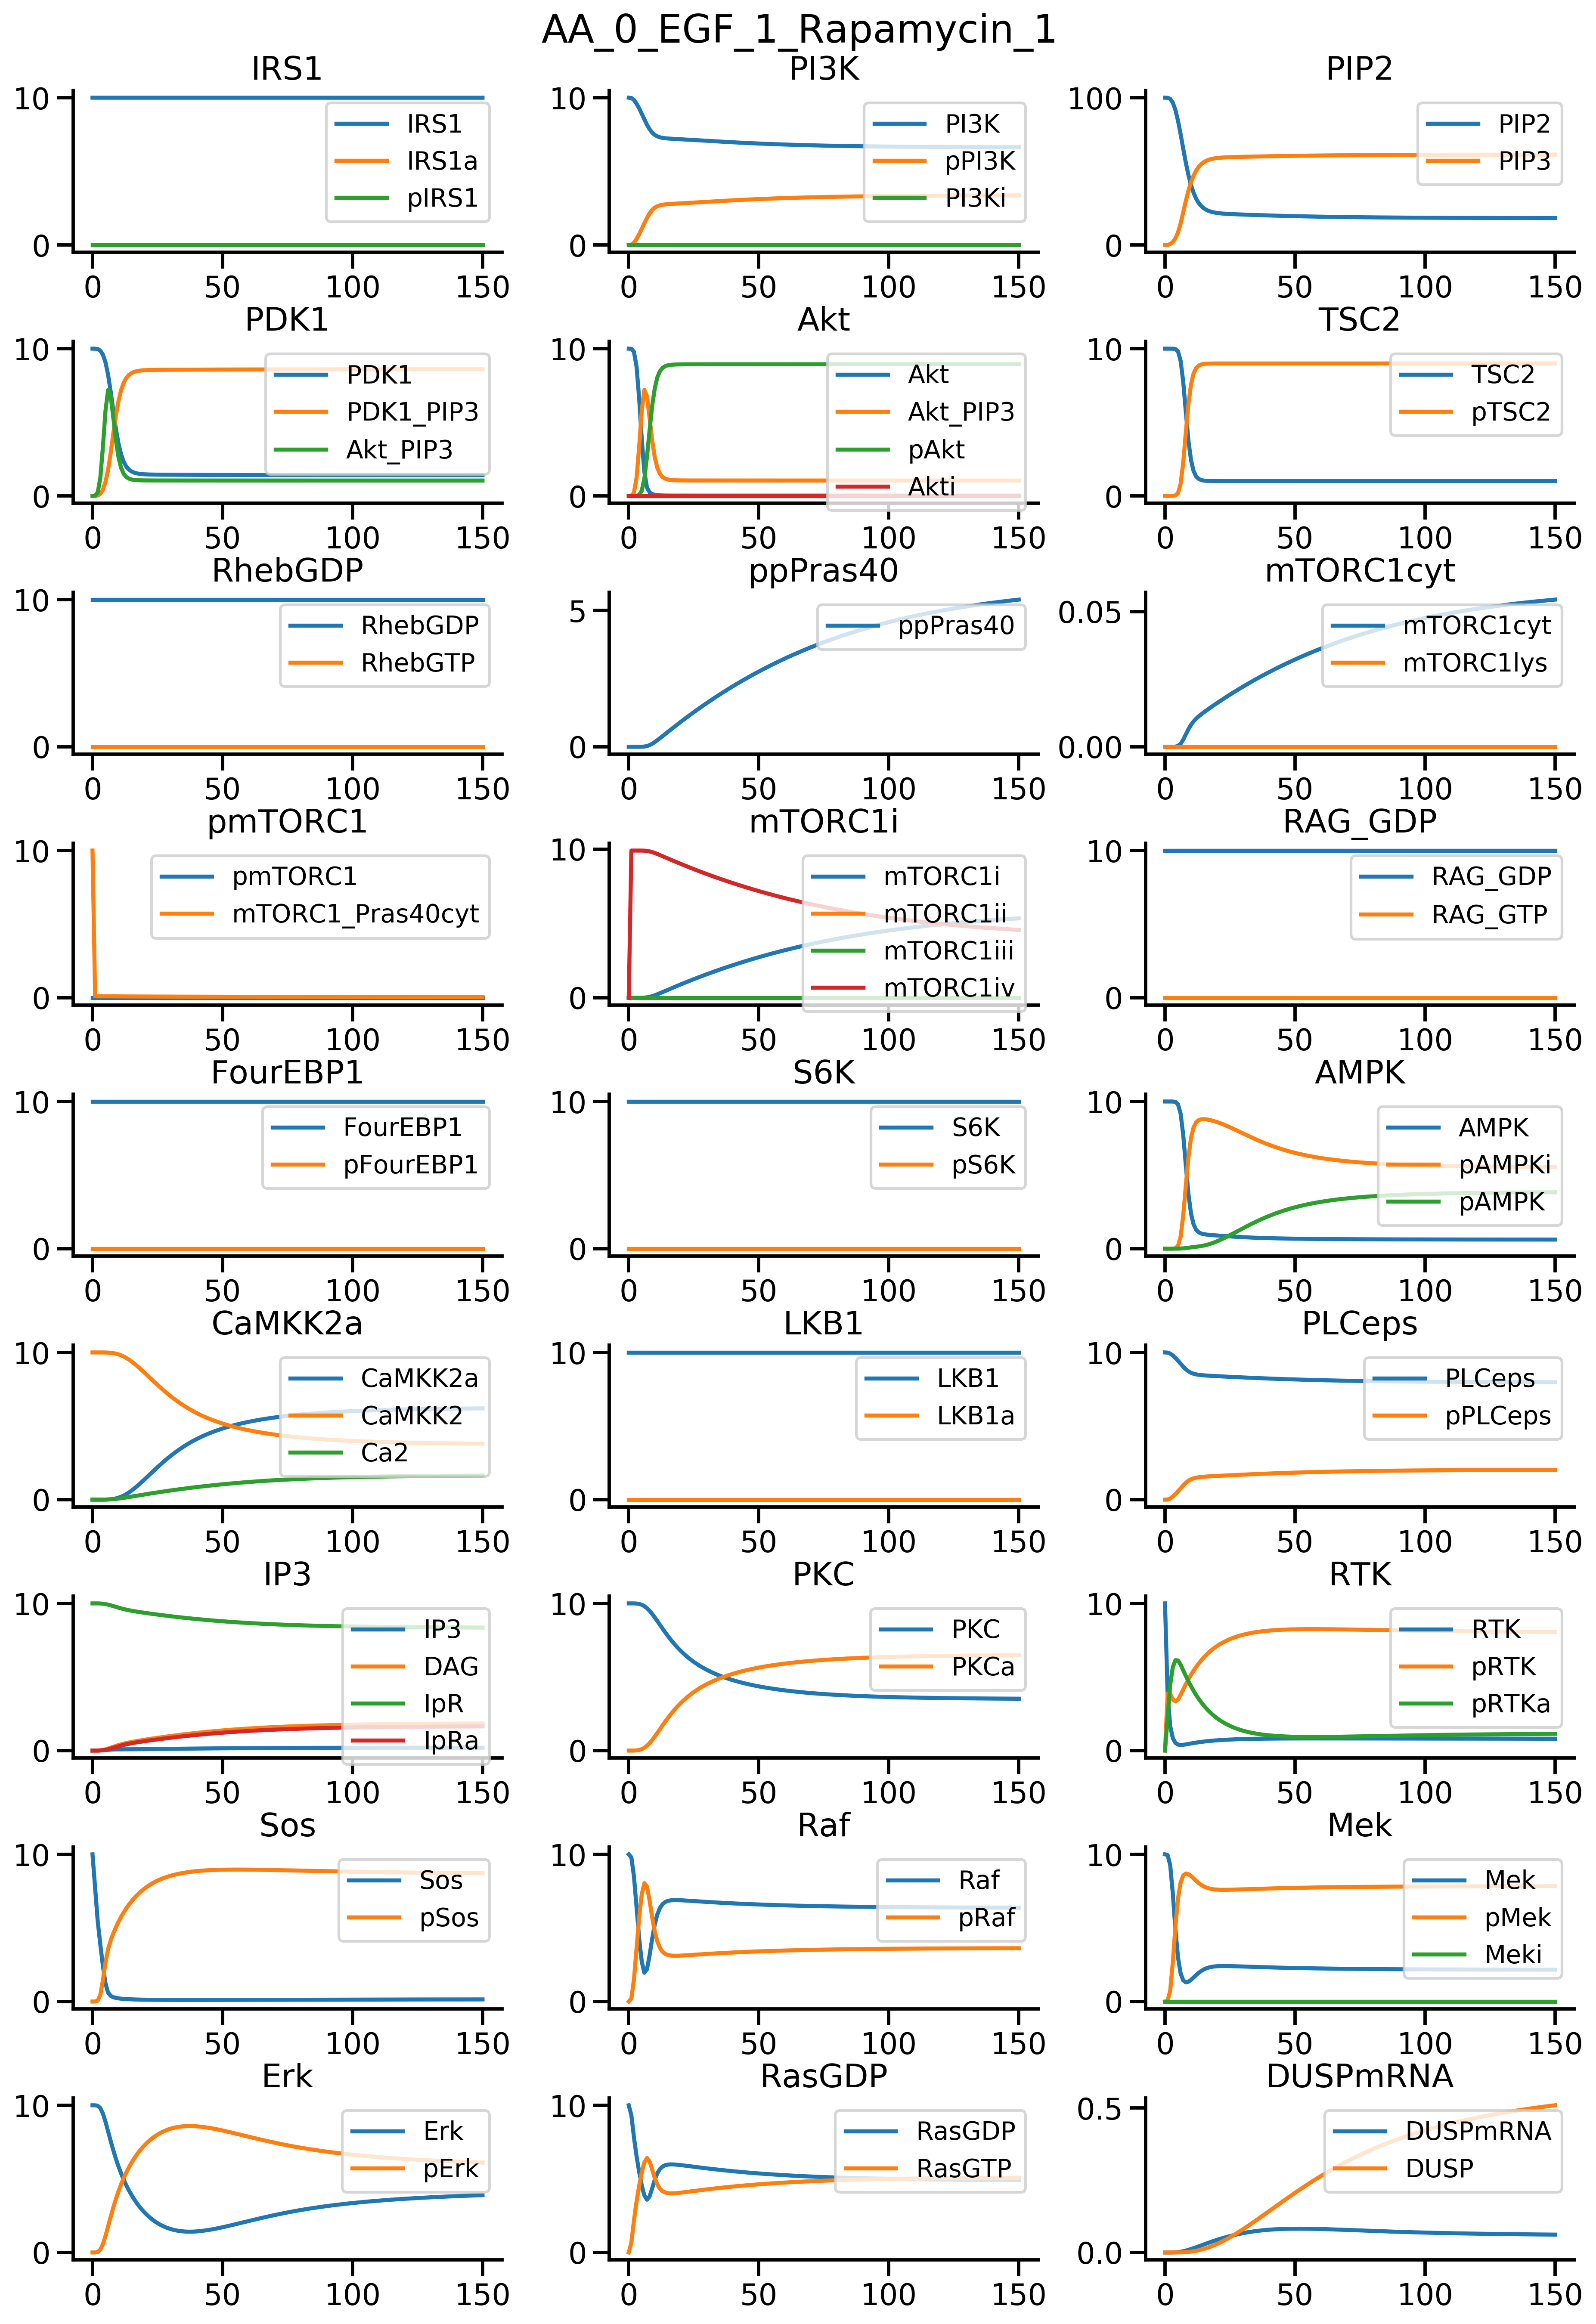 AA_0_EGF_1_Rapamycin_1
IRS1
10
0
0 50 100 150
IRS1
IRS1a
pIRS1
PI3K
10
0
0 50 100 150
PI3K
pPI3K
PI3Ki
PIP2
100
0
0 50 100 150
PIP2
PIP3
PDK1
10
0
0 50 100 150
PDK1
PDK1_PIP3
Akt_PIP3
Akt
10
0
0 50 100 150
Akt
Akt_PIP3
pAkt
Akti
TSC2
10
0
0 50 100 150
TSC2
pTSC2
RhebGDP
10
0
0 50 100 150
RhebGDP
RhebGTP
ppPras40
5
0
0 50 100 150
ppPras40
mTORC1cyt
0.05
0.00
0 50 100 150
mTORC1cyt
mTORC1lys
pmTORC1
10
0
0 50 100 150
pmTORC1
mTORC1_Pras40cyt
mTORC1i
10
0
0 50 100 150
mTORC1i
mTORC1ii
mTORC1iii
mTORC1iv
RAG_GDP
10
0
0 50 100 150
RAG_GDP
RAG_GTP
FourEBP1
10
0
0 50 100 150
FourEBP1
pFourEBP1
S6K
10
0
0 50 100 150
S6K
pS6K
AMPK
10
0
0 50 100 150
AMPK
pAMPKi
pAMPK
CaMKK2a
10
0
0 50 100 150
CaMKK2a
CaMKK2
Ca2
LKB1
10
0
0 50 100 150
LKB1
LKB1a
PLCeps
10
0
0 50 100 150
PLCeps
pPLCeps
IP3
10
0
0 50 100 150
IP3
DAG
IpR
IpRa
PKC
10
0
0 50 100 150
PKC
PKCa
RTK
10
0
0 50 100 150
RTK
pRTK
pRTKa
Sos
10
0
0 50 100 150
Sos
pSos
Raf
10
0
0 50 100 150
Raf
pRaf
Mek
10
0
0 50 100 150
Mek
pMek
Meki
Erk
10
0
0 50 100 150
Erk
pErk
RasGDP
10
0
0 50 100 150
RasGDP
RasGTP
DUSPmRNA
0.5
0.0
0 50 100 150
DUSPmRNA
DUSP